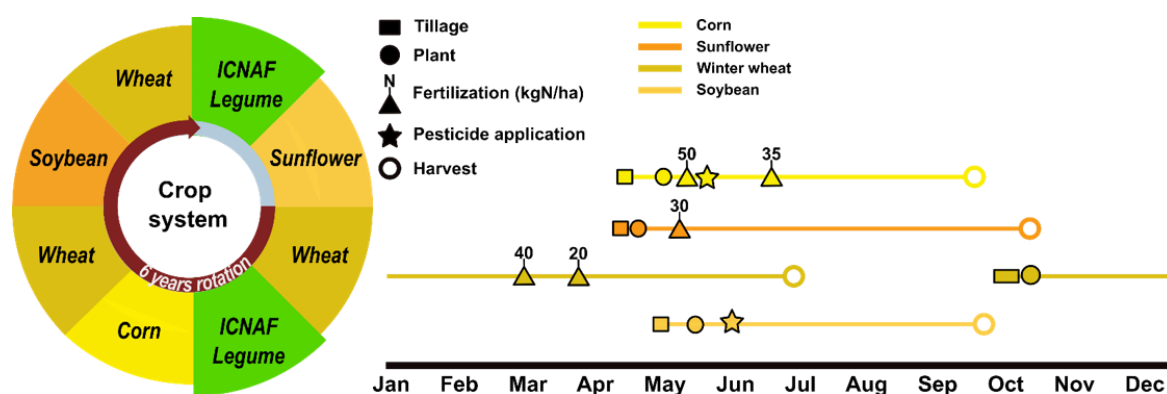 Wheat
ICNAF
Legume
Sunflower
Wheat
ICNAF
Legume
Corn
Wheat
Soybean
Crop
system
6 years rotation
Tillage
Plant
N
Fertilization (kgN/ha)
Pesticide application
Harvest
Corn
Sunflower
Winter wheat
Soybean
50
35
30
40
20
Jan
Feb
Mar
Apr
May
Jun
Jul
Aug
Sep
Oct
Nov
Dec